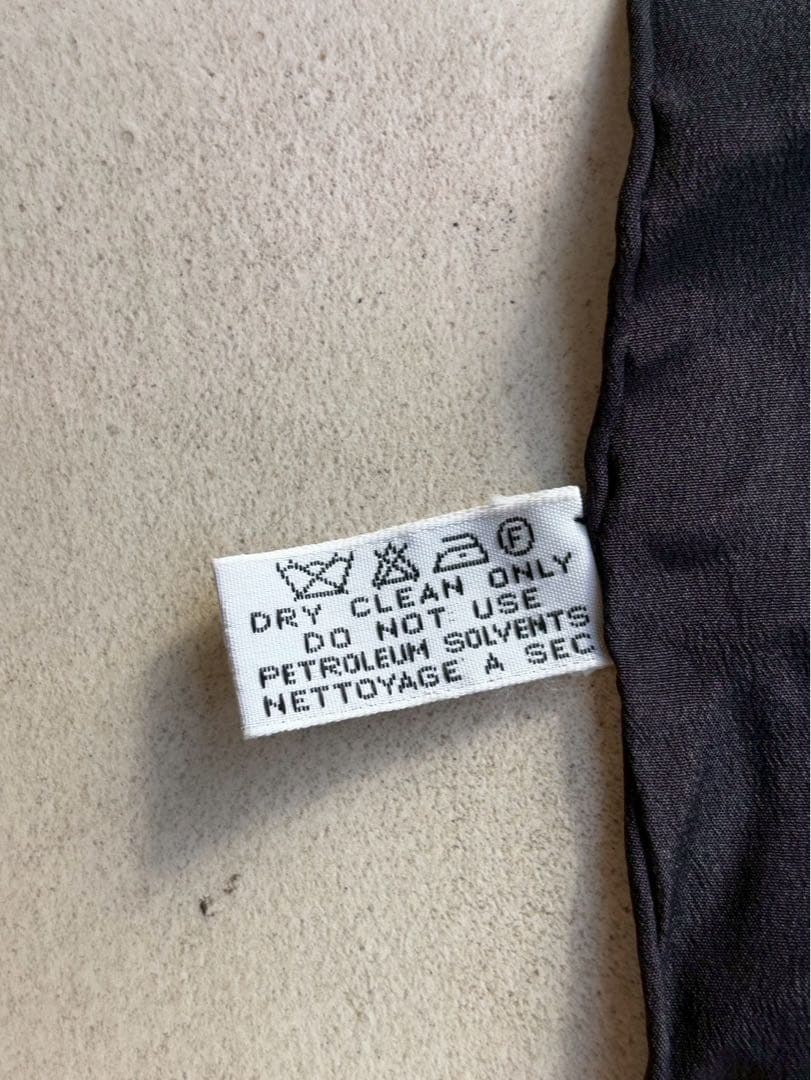 F
DRY CLEAN ONLY
DO NOT USE
PETROLEUM SOLVENTS
NETTOYAGE A SEC